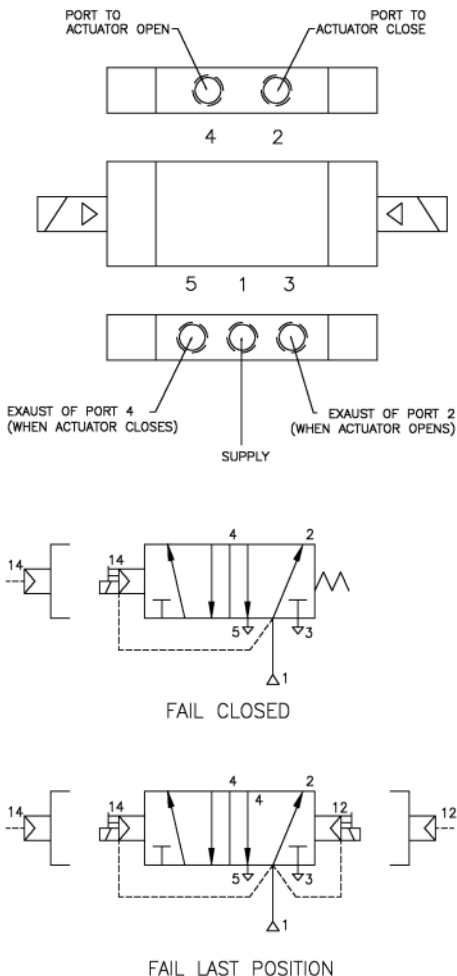 PORT TO
ACTUATOR OPEN
PORT TO
ACTUATOR CLOSE
4 2
5 1 3
EXAUST OF PORT 4
(WHEN ACTUATOR CLOSES)
EXAUST OF PORT 2
(WHEN ACTUATOR OPENS)
SUPPLY
14 14 4 2
5 3
1
FAIL CLOSED
14 14 4 2 12 12
4
5 3
1
FAIL LAST POSITION